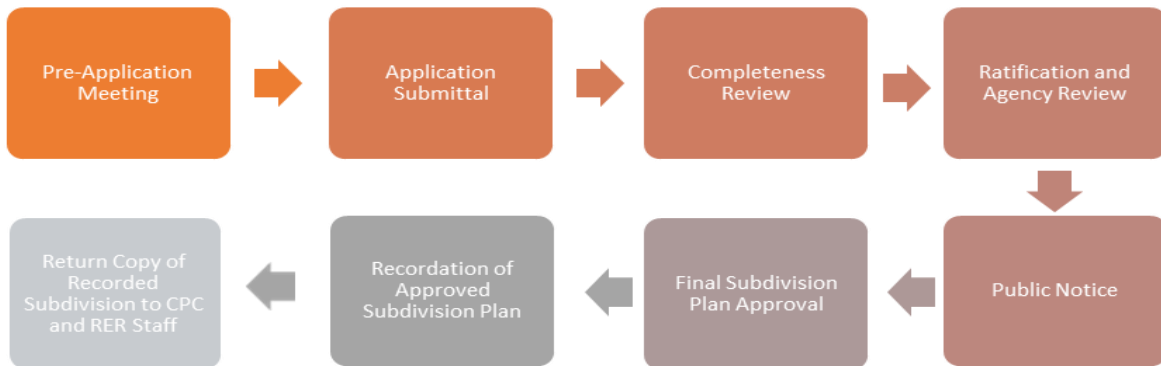 Pre-Application
Meeting
Application
Submittal
Completeness
Review
Ratification and
Agency Review
Public Notice
Final Subdivision
Plan Approval
Recordation of
Approved
Subdivision Plan
Return Copy of
Recorded
Subdivision to CPC
and RER Staff